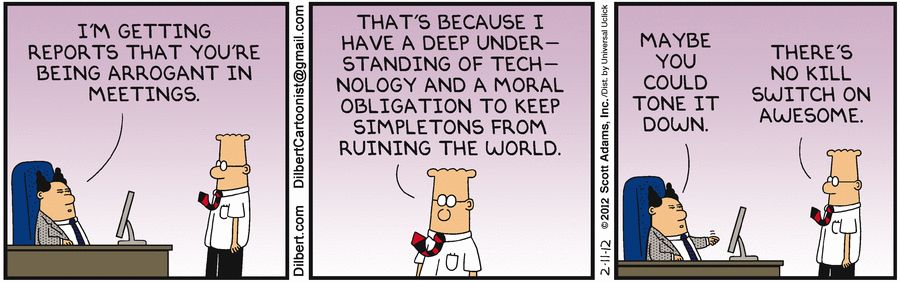 I'M GETTING
REPORTS THAT YOU'RE
BEING ARROGANT IN
MEETINGS.
Dilbert.com DilbertCartoonist@gmail.com
THAT'S BECAUSE I
HAVE A DEEP UNDER–
STANDING OF TECH–
NOLOGY AND A MORAL
OBLIGATION TO KEEP
SIMPLETONS FROM
RUINING THE WORLD.
2-11-12 © 2012 Scott Adams, Inc. /Dist. by Universal Uclick
MAYBE
YOU
COULD
TONE IT
DOWN.
THERE'S
NO KILL
SWITCH ON
AWESOME.